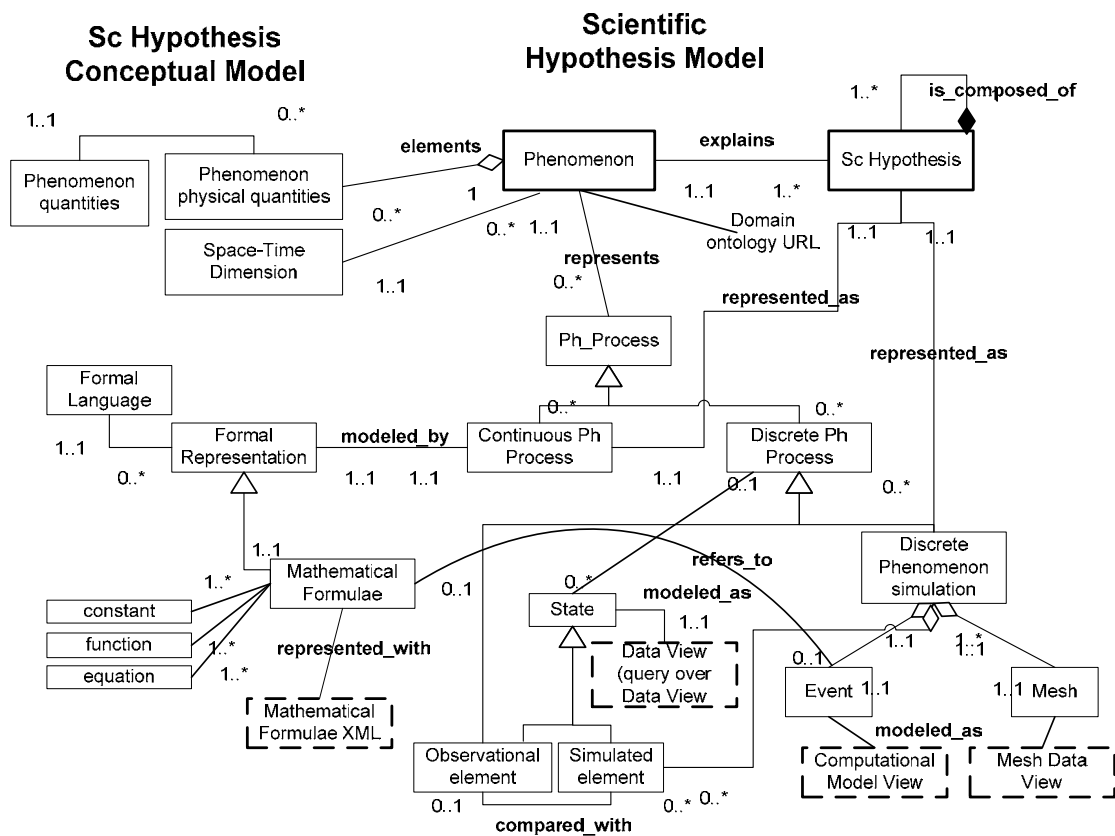 Sc Hypothesis
Conceptual Model
Scientific
Hypothesis Model
1..*
is_composed_of
1..1
0..*
elements
explains
Phenomenon
quantities
Phenomenon
physical quantities
Phenomenon
Sc Hypothesis
1
1..1
1..*
0..*
0..*
1..1
Domain
ontology URL
1..1
1..1
Space-Time
Dimension
1..1
represents
0..*
represented_as
Ph_Process
represented_as
Formal
Language
0..*
0..*
1..1
Formal
Representation
modeled_by
Continuous Ph
Process
Discrete Ph
Process
0..*
1..1
1..1
1..1
0..1
0..*
1..1
refers_to
Discrete
Phenomenon
simulation
Mathematical
Formulae
0..1
1..*
0..*
modeled_as
constant
State
1..1
function
1..*
represented_with
1..1
1..*
1..1
equation
1..*
Data View
(query over
Data View
0..1
Event
1..1
1..1
Mesh
Mathematical
Formulae XML
modeled_as
Observational
element
Simulated
element
Computational
Model View
Mesh Data
View
0..1
0..*
0..*
compared_with